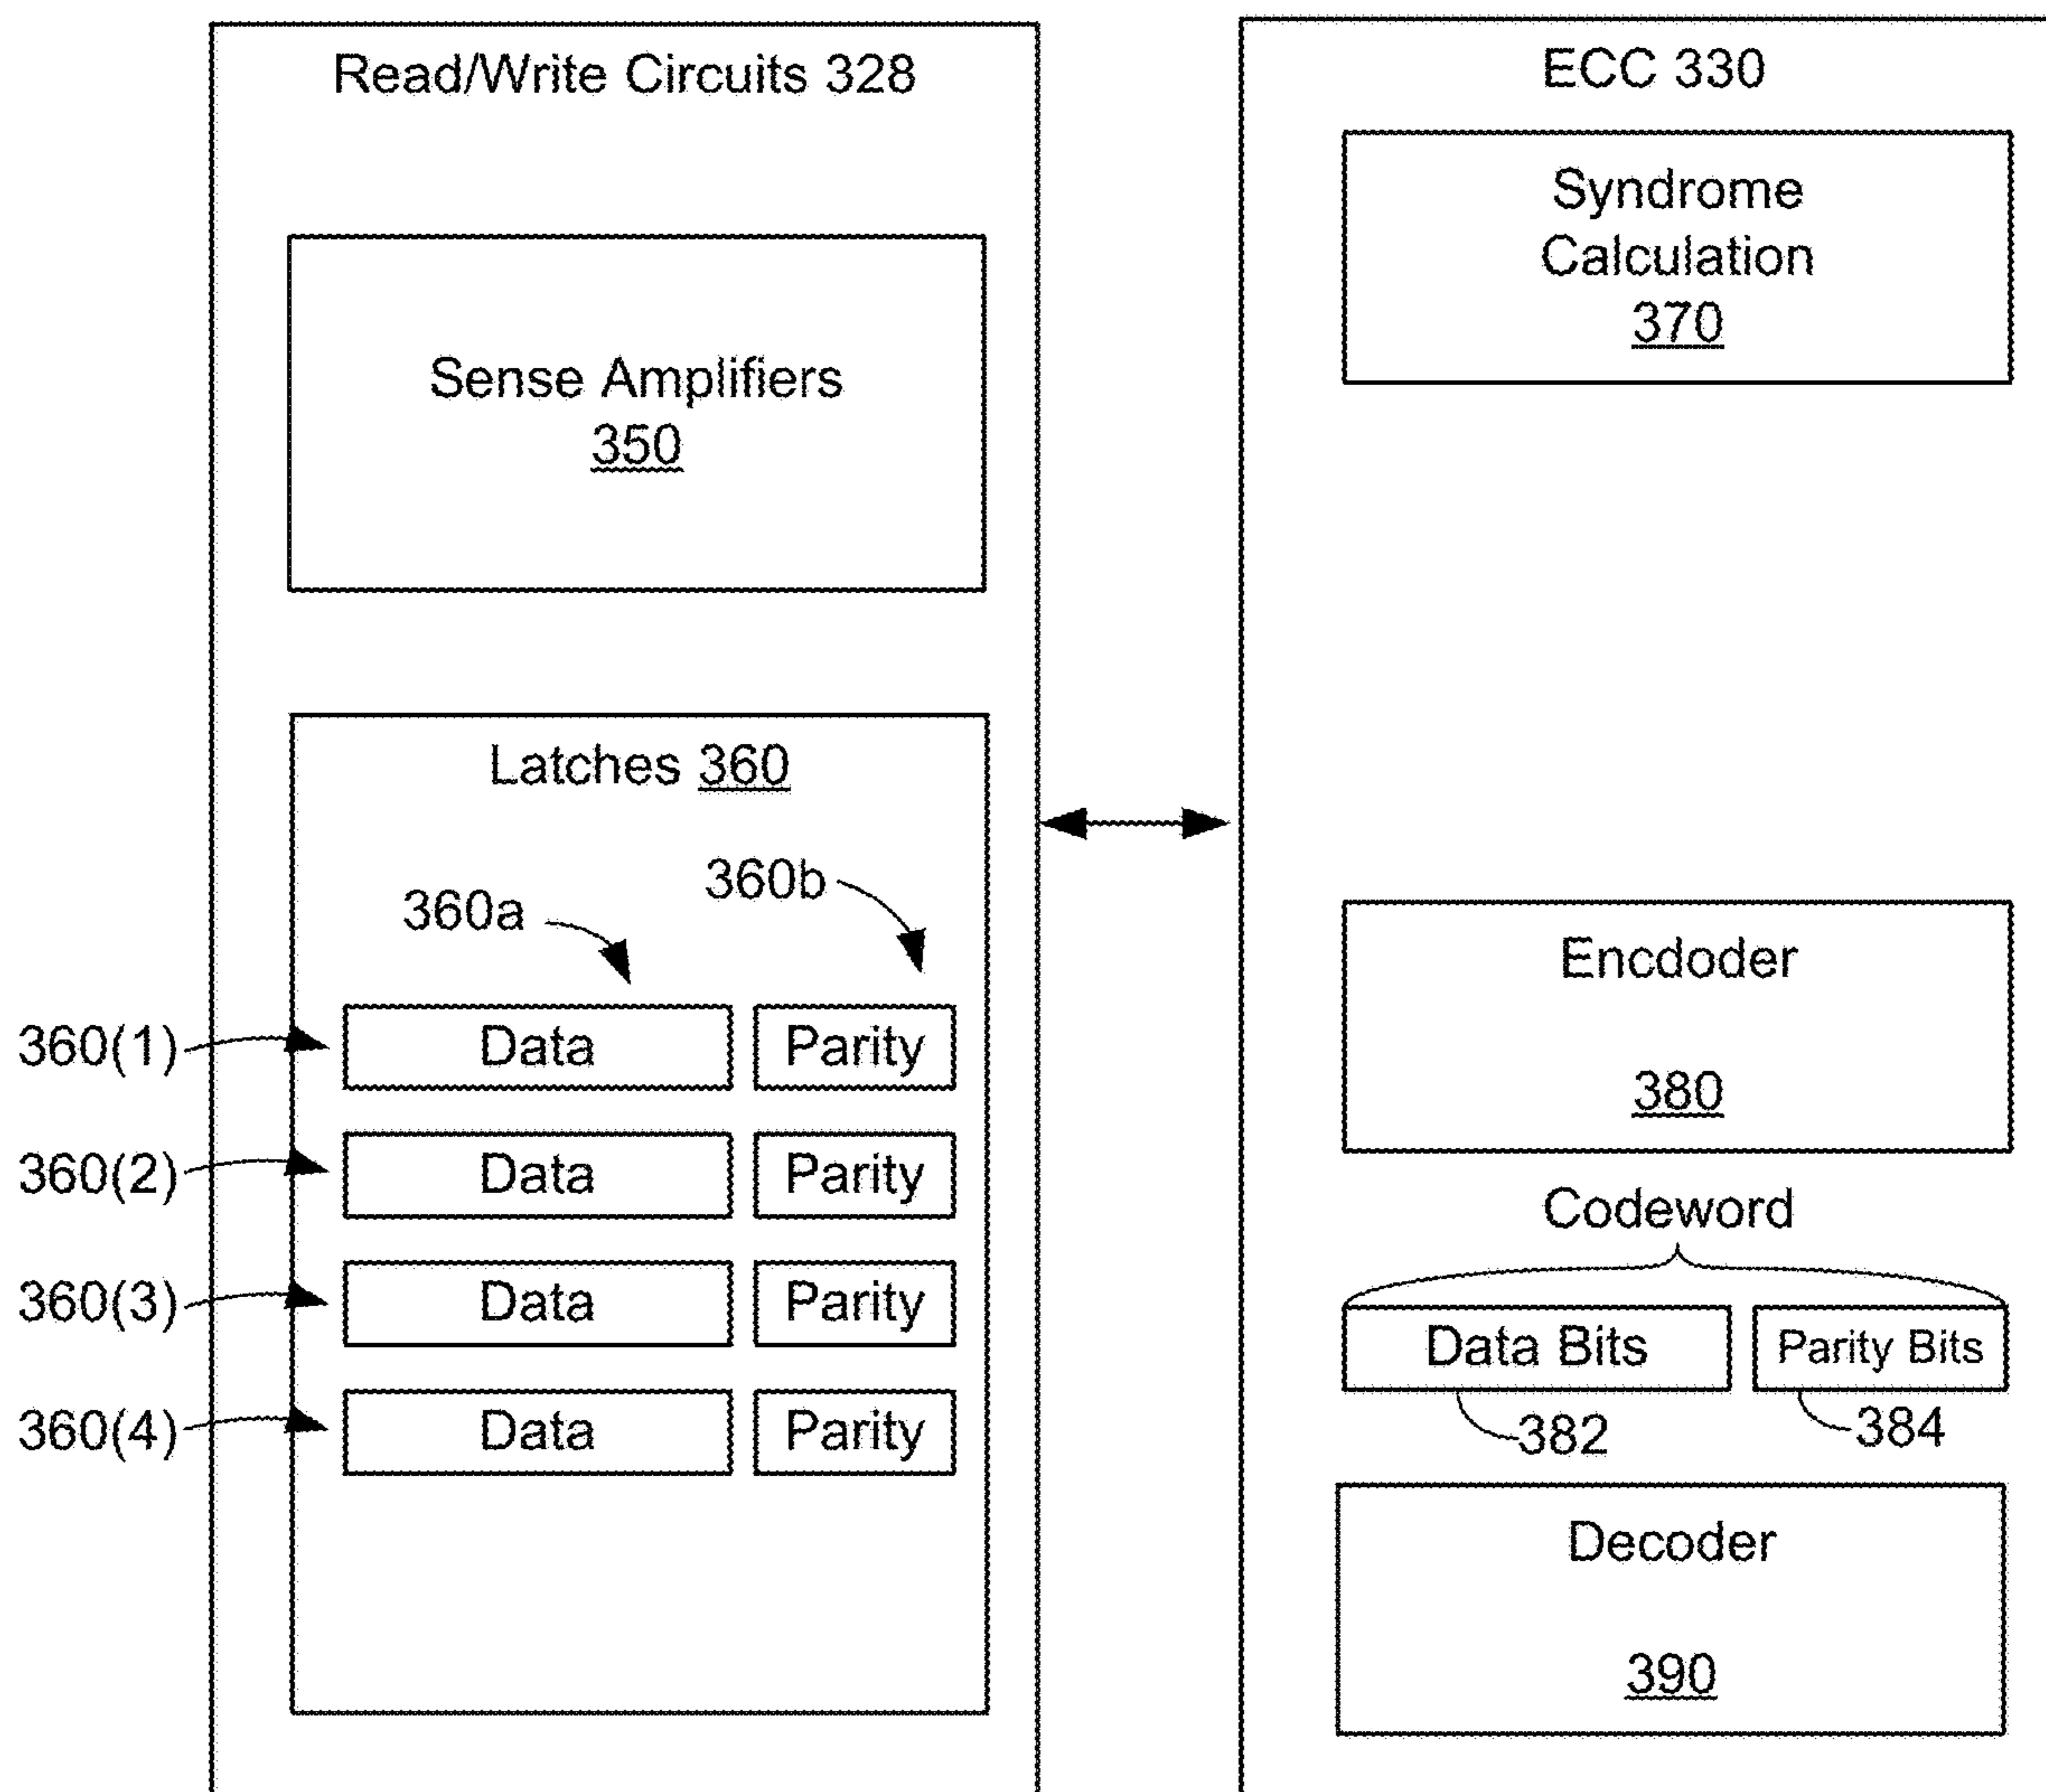 Read/Write Circuits 328
Sense Amplifiers
350
Latches 360
360a
360b
360(1)
Data
Parity
360(2)
Data
Parity
360(3)
Data
Parity
360(4)
Data
Parity
ECC 330
Syndrome
Calculation
370
Encdoder
380
Codeword
Data Bits
Parity Bits
382
384
Decoder
390